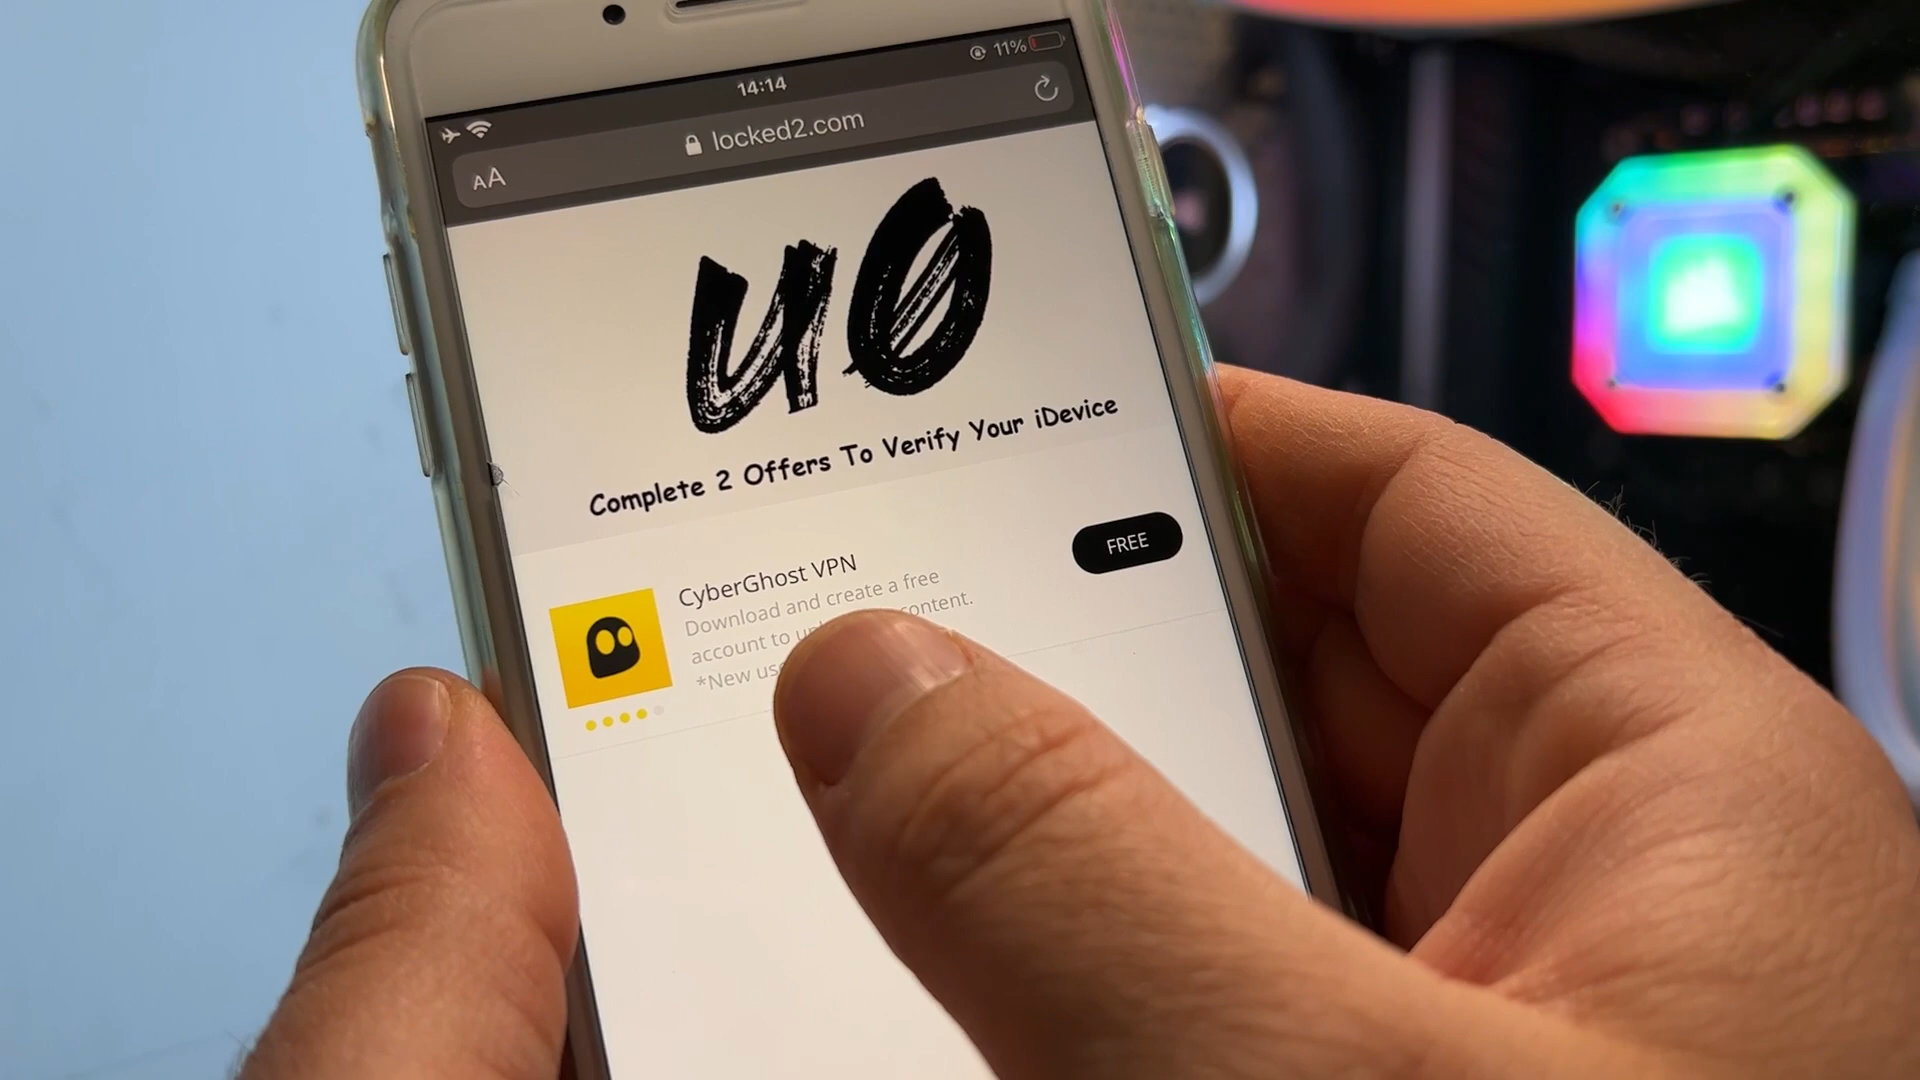 11%
14:14
AA
locked2.com
u0
Complete 2 Offers To Verify Your iDevice
CyberGhost VPN
FREE
Download and create a free
account to content.
*New